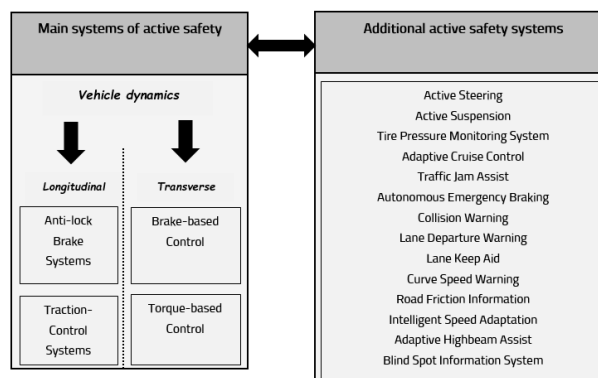 Main systems of active safety
Vehicle dynamics
Longitudinal
Transverse
Anti-lock
Brake
Systems
Brake-based
Control
Traction-
Control
Systems
Torque-based
Control
Additional active safety systems
Active Steering
Active Suspension
Tire Pressure Monitoring System
Adaptive Cruise Control
Traffic Jam Assist
Autonomous Emergency Braking
Collision Warning
Lane Departure Warning
Lane Keep Aid
Curve Speed Warning
Road Friction Information
Intelligent Speed Adaptation
Adaptive Highbeam Assist
Blind Spot Information System